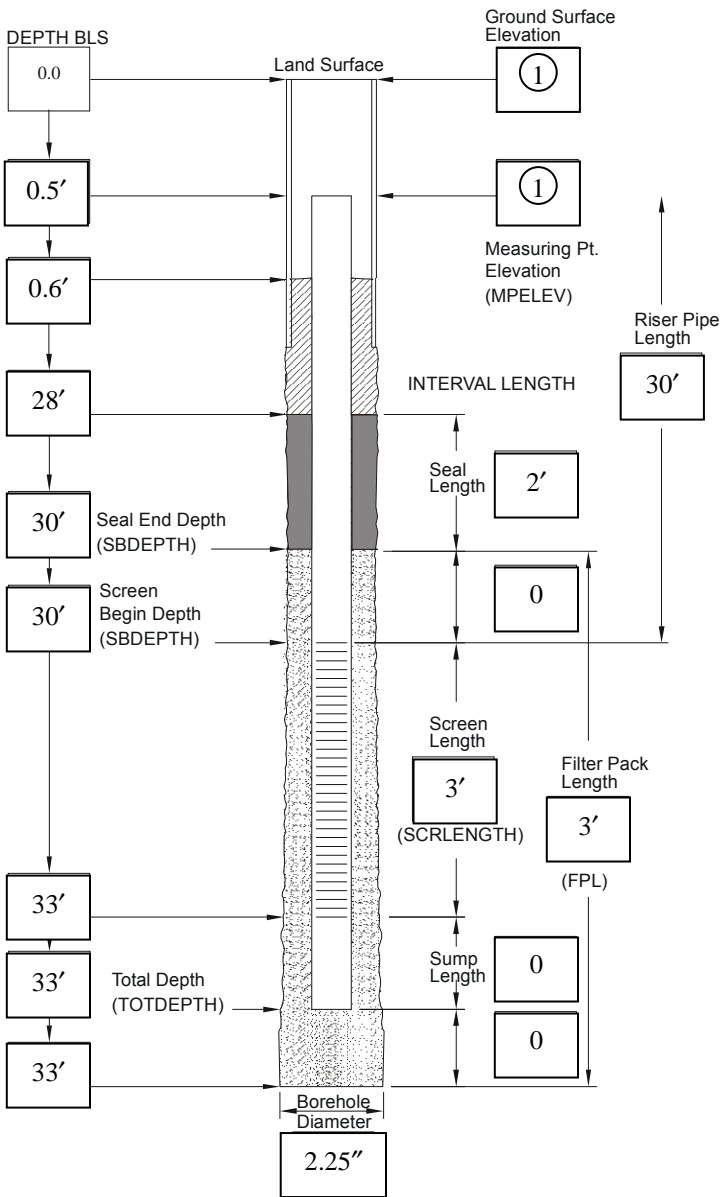 DEPTH BLS
0.0
Land Surface
Ground Surface
Elevation
1
0.5′
1
Measuring Pt.
Elevation
(MPELEV)
0.6′
Riser Pipe
Length
30′
28′
INTERVAL LENGTH
Seal
Length
2′
30′
Seal End Depth
(SBDEPTH)
0
30′
Screen
Begin Depth
(SBDEPTH)
Screen
Length
3′
(SCRLENGTH)
Filter Pack
Length
3′
(FPL)
33′
33′
Total Depth
(TOTDEPTH)
Sump
Length
0
0
33′
Borehole
Diameter
2.25″